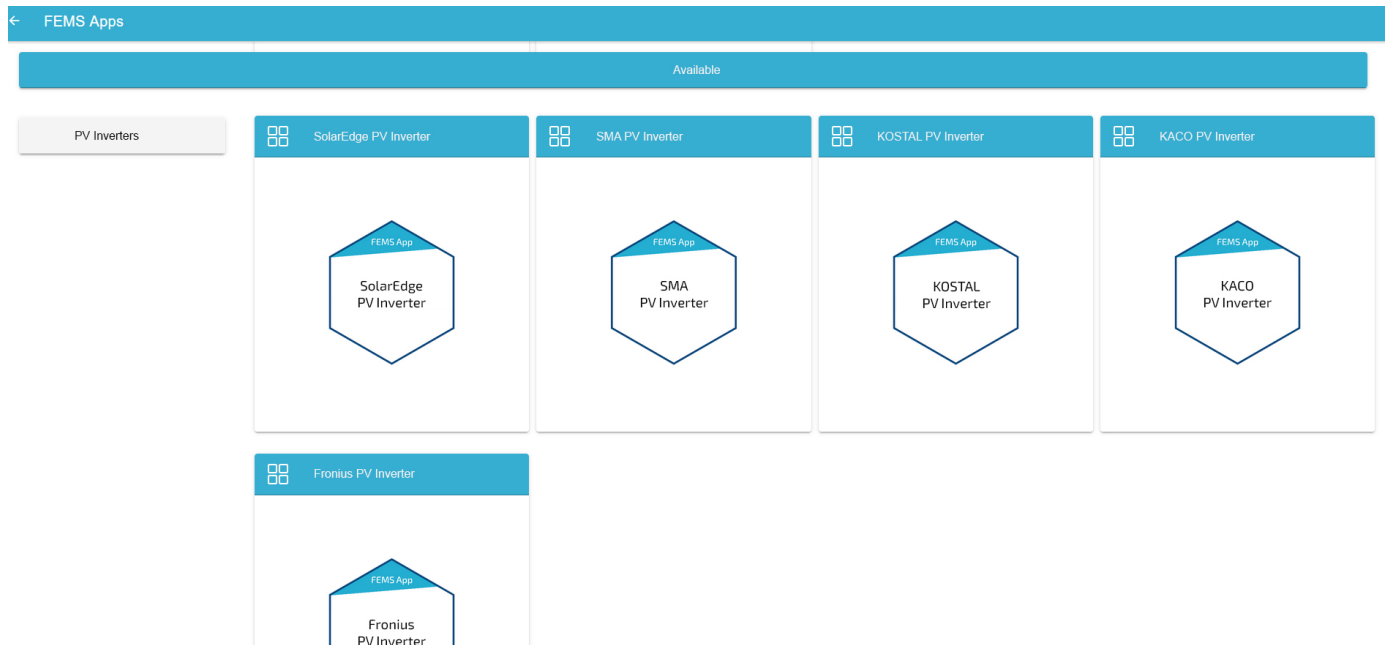 FEMS Apps
Available
PV Inverters
SolarEdge PV Inverter
SMA PV Inverter
KOSTAL PV Inverter
KACO PV Inverter
FEMS App
SolarEdge
PV Inverter
FEMS App
SMA
PV Inverter
FEMS App
KOSTAL
PV Inverter
FEMS App
KACO
PV Inverter
Fronius PV Inverter
FEMS App
Fronius
PV Inverter